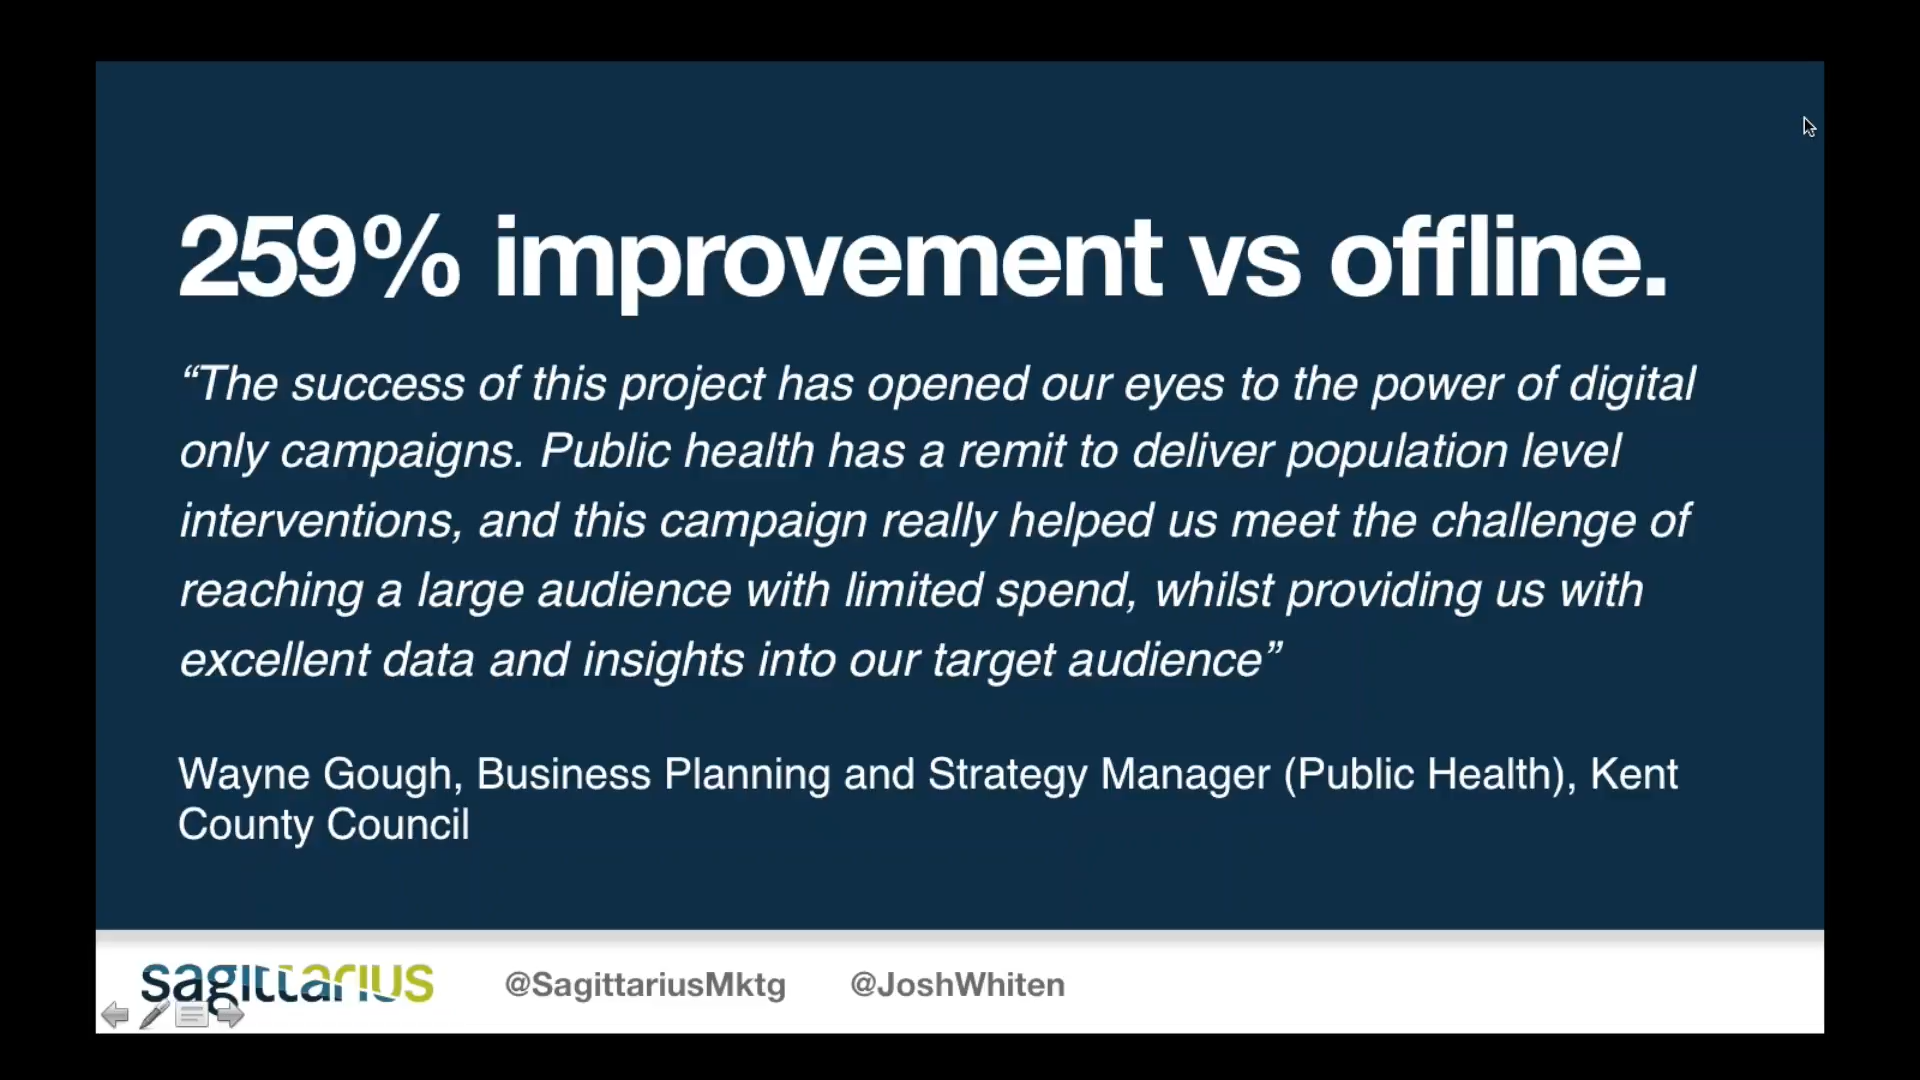 259% improvement vs offline.
“The success of this project has opened our eyes to the power of digital
only campaigns. Public health has a remit to deliver population level
interventions, and this campaign really helped us meet the challenge of
reaching a large audience with limited spend, whilst providing us with
excellent data and insights into our target audience”
Wayne Gough, Business Planning and Strategy Manager (Public Health), Kent
County Council
sagittarius @SagittariusMktg @JoshWhiten